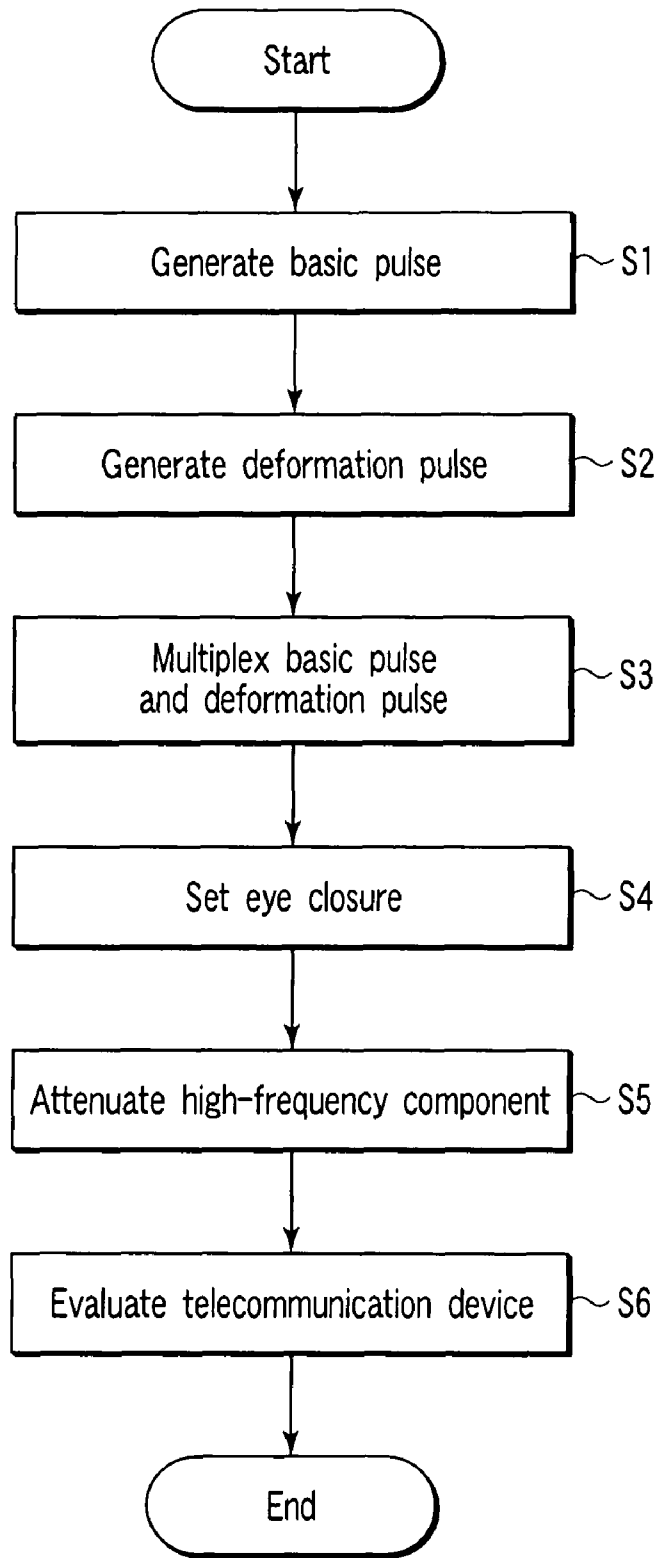 Start
Generate basic pulse
S1
Generate deformation pulse
S2
Multiplex basic pulse
and deformation pulse
S3
Set eye closure
S4
Attenuate high-frequency component
S5
Evaluate telecommunication device
S6
End